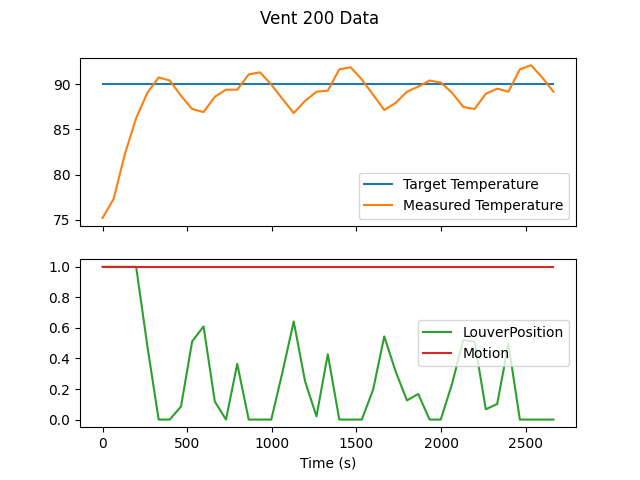 Vent 200 Data
90
85
80
75
Target Temperature
Measured Temperature
1.0
0.8
0.6
0.4
0.2
0.0
LouverPosition
Motion
0 500 1000 1500 2000 2500
Time (s)